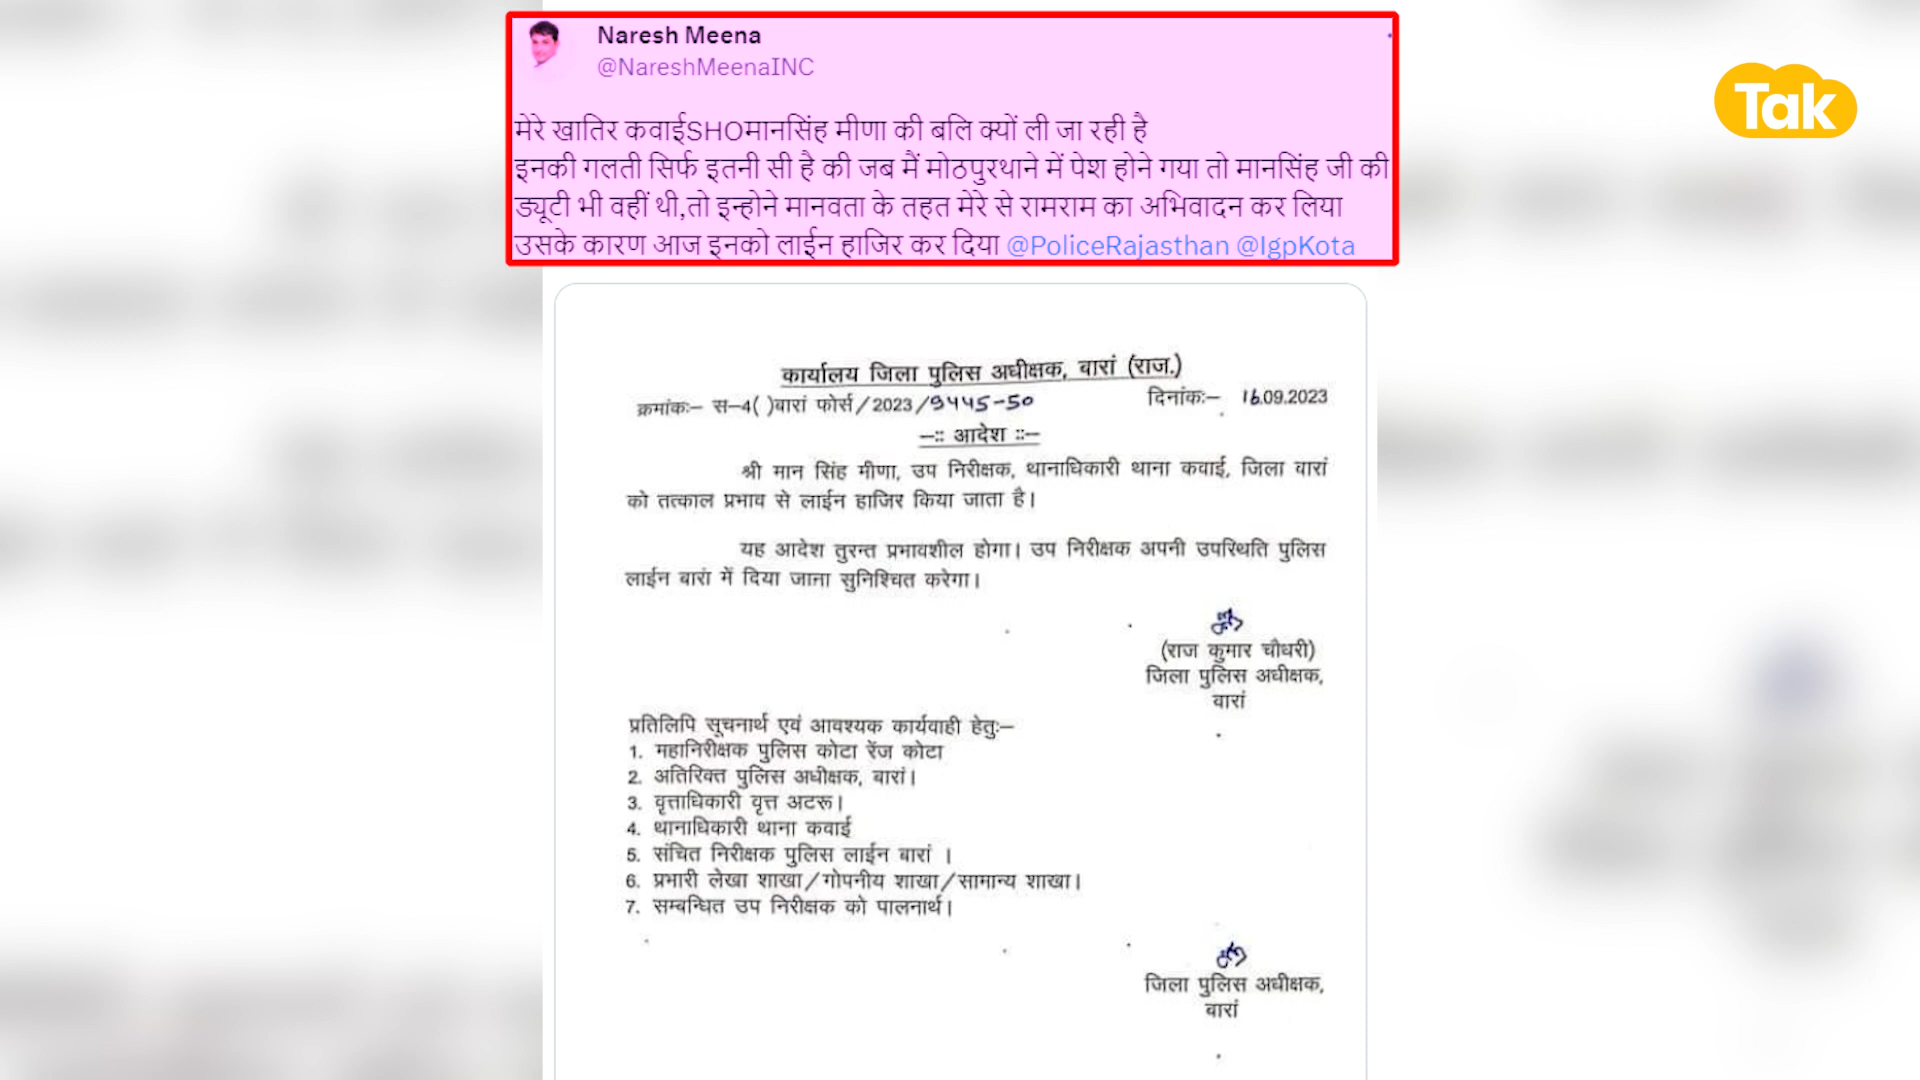 Naresh Meena
@NareshMeenaINC
Tak
मेरे खातिर कवाईSHOमानसिंह मीणा की बलि क्यों ली जा रही है
इनकी गलती सिर्फ इतनी सी है की जब मैं मोठपुरथाने में पेश होने गया तो मानसिंह जी की
ड्यूटी भी वहीं थी,तो इन्होने मानवता के तहत मेरे से रामराम का अभिवादन कर लिया
उसके कारण आज इनको लाईन हाजिर कर दिया @PoliceRajasthan @IgpKota
कार्यालय जिला पुलिस अधीक्षक, बारां (राज.)
क्रमांकः– स–4( )बारां फोर्स/2023/9445-50 दिनांकः– 16.09.2023
–:: आदेश ::–
श्री मान सिंह मीणा, उप निरीक्षक, थानाधिकारी थाना कवाई, जिला बारां
को तत्काल प्रभाव से लाईन हाजिर किया जाता है।
यह आदेश तुरन्त प्रभावशील होगा। उप निरीक्षक अपनी उपस्थिति पुलिस
लाईन बारां में दिया जाना सुनिश्चित करेगा।
(राज कुमार चौधरी)
जिला पुलिस अधीक्षक,
बारां
प्रतिलिपि सूचनार्थ एवं आवश्यक कार्यवाही हेतुः–
1. महानिरीक्षक पुलिस कोटा रेंज कोटा
2. अतिरिक्त पुलिस अधीक्षक, बारां।
3. वृत्ताधिकारी वृत्त अटरू।
4. थानाधिकारी थाना कवाई
5. संचित निरीक्षक पुलिस लाईन बारां ।
6. प्रभारी लेखा शाखा/गोपनीय शाखा/सामान्य शाखा।
7. सम्बन्धित उप निरीक्षक को पालनार्थ।
जिला पुलिस अधीक्षक,
बारां